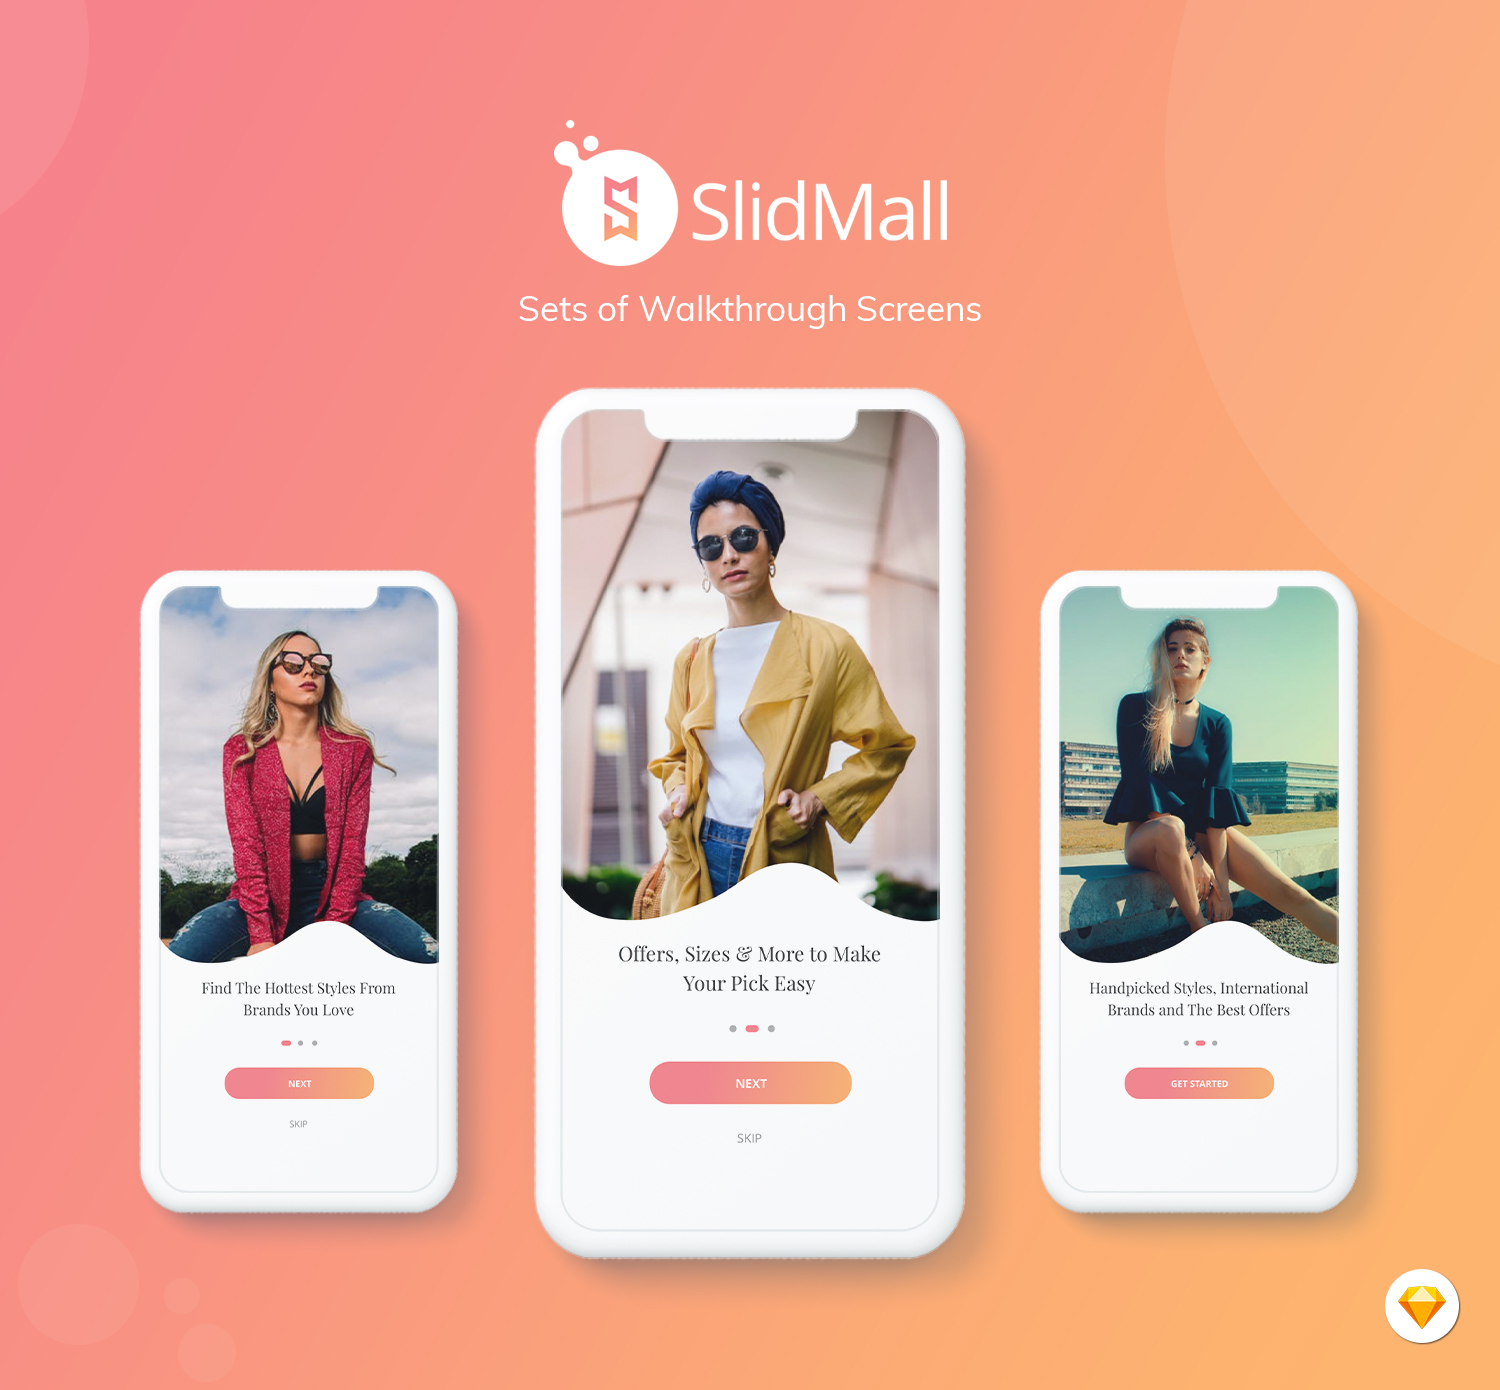 SlidMall
Sets of Walkthrough Screens
Find The Hottest Styles From
Brands You Love
NEXT
SKIP
Offers, Sizes & More to Make
Your Pick Easy
NEXT
SKIP
Handpicked Styles, International
Brands and The Best Offers
GET STARTED